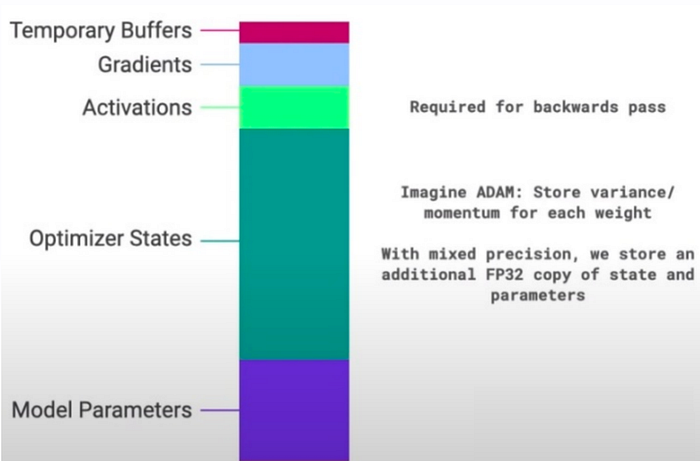 Temporary Buffers
Gradients
Activations
Required for backwards pass
Optimizer States
Imagine ADAM: Store variance/
momentum for each weight
With mixed precision, we store an
additional FP32 copy of state and
parameters
Model Parameters